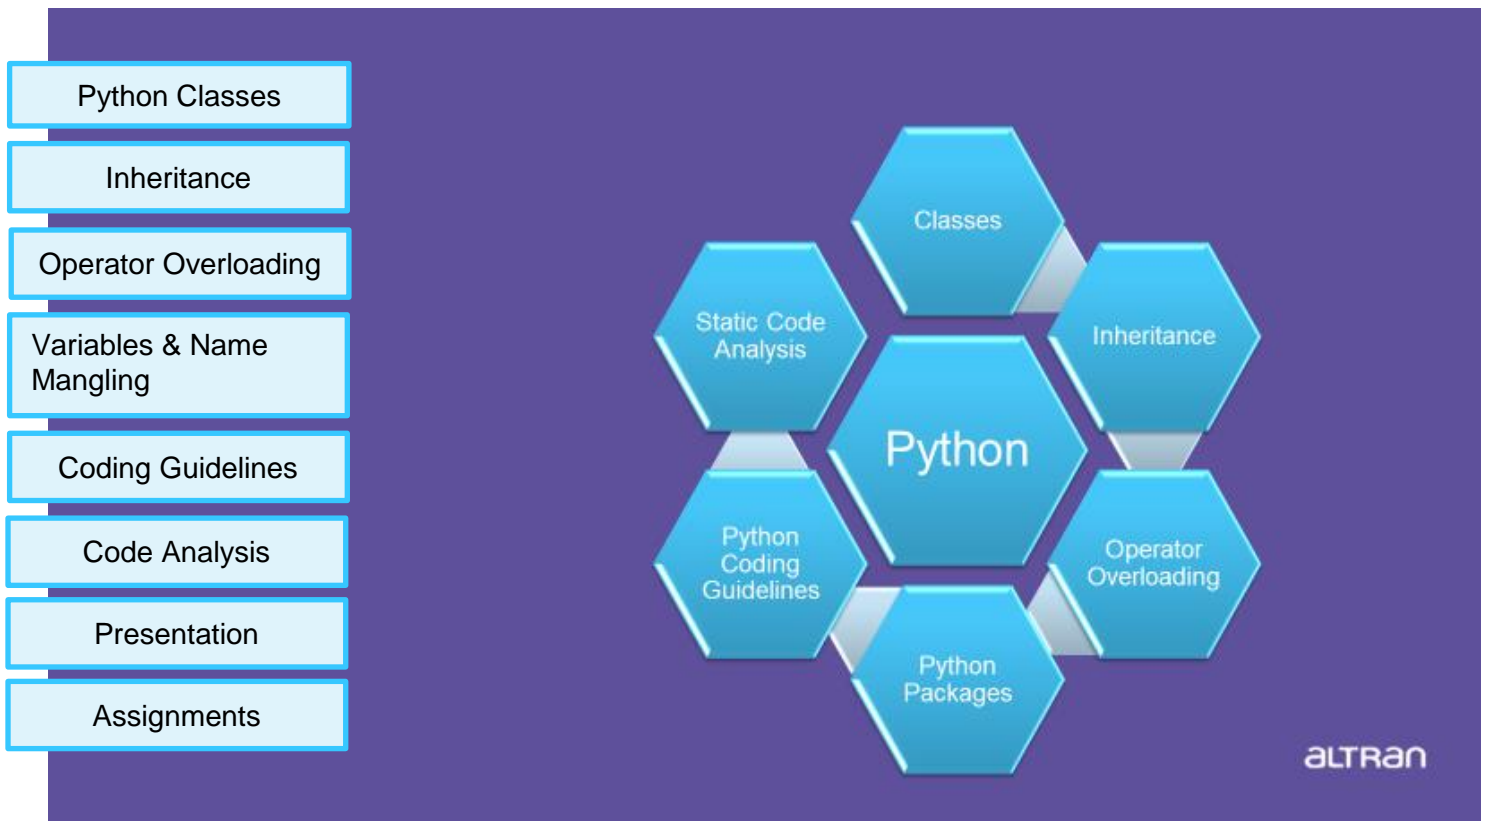 Python Classes
Inheritance
Operator Overloading
Variables & Name
Mangling
Coding Guidelines
Code Analysis
Presentation
Assignments
Classes
Inheritance
Operator
Overloading
Python
Packages
Python
Coding
Guidelines
Static Code
Analysis
Python
aLTRan